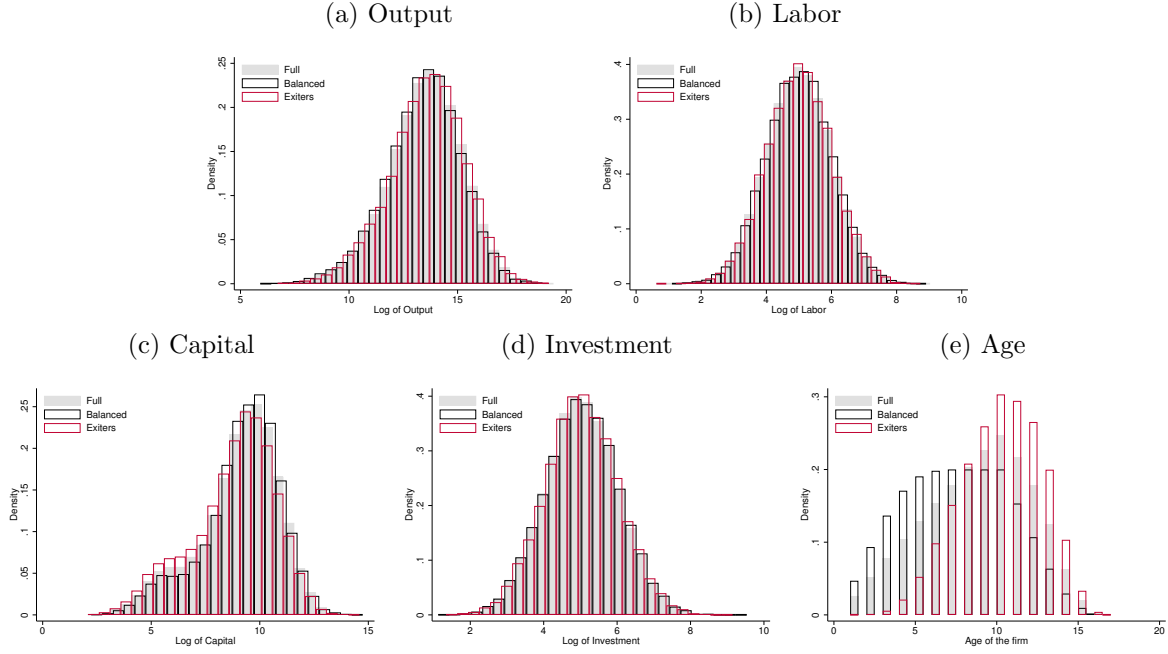 (a) Output
(b) Labor
Full
Balanced
Exiters
Density
0
.05
.1
.15
.2
.25
5
10
15
20
Log of Output
Full
Balanced
Exiters
Density
0
.1
.2
.3
.4
0
2
4
6
8
10
Log of Labor
(c) Capital
(d) Investment
(e) Age
Full
Balanced
Exiters
Density
0
.05
.1
.15
.2
.25
0
5
10
15
Log of Capital
Full
Balanced
Exiters
Density
0
.1
.2
.3
.4
2
4
6
8
10
Log of Investment
Full
Balanced
Exiters
Density
0
.1
.2
.3
0
5
10
15
20
Age of the firm